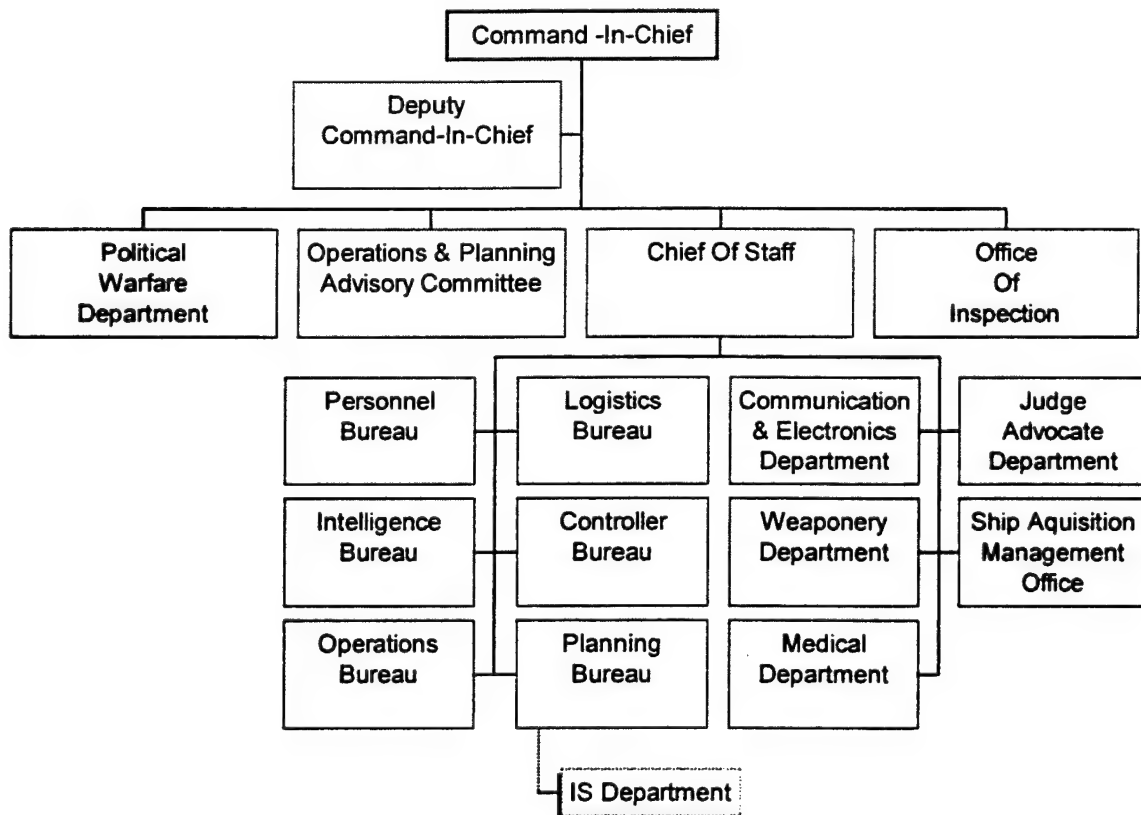 Command -In-Chief
Deputy
Command-In-Chief
Political
Warfare
Department
Operations & Planning
Advisory Committee
Chief Of Staff
Office
Of
Inspection
Personnel
Bureau
Logistics
Bureau
Communication
& Electronics
Department
Judge
Advocate
Department
Intelligence
Bureau
Controller
Bureau
Weaponery
Department
Ship Aquisition
Management
Office
Operations
Bureau
Planning
Bureau
Medical
Department
IS Department